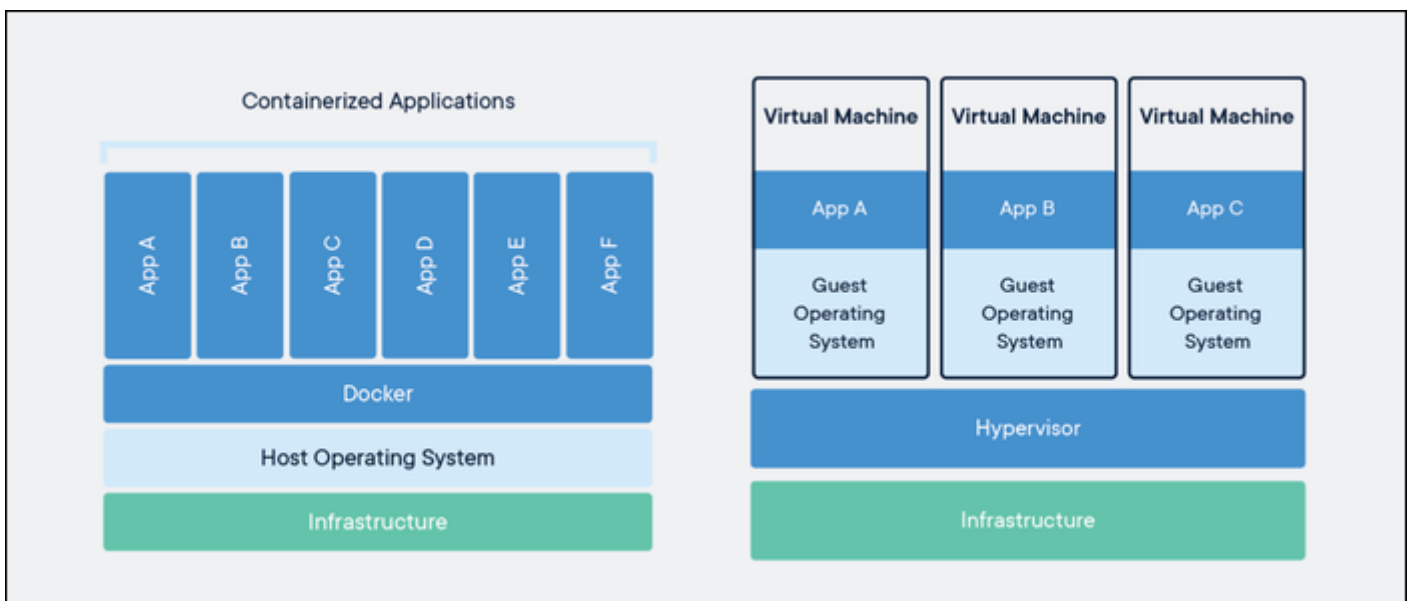 Containerized Applications
App A
App B
App C
App D
App E
App F
Docker
Host Operating System
Infrastructure
Virtual Machine
App A
Guest
Operating
System
Virtual Machine
App B
Guest
Operating
System
Virtual Machine
App C
Guest
Operating
System
Hypervisor
Infrastructure